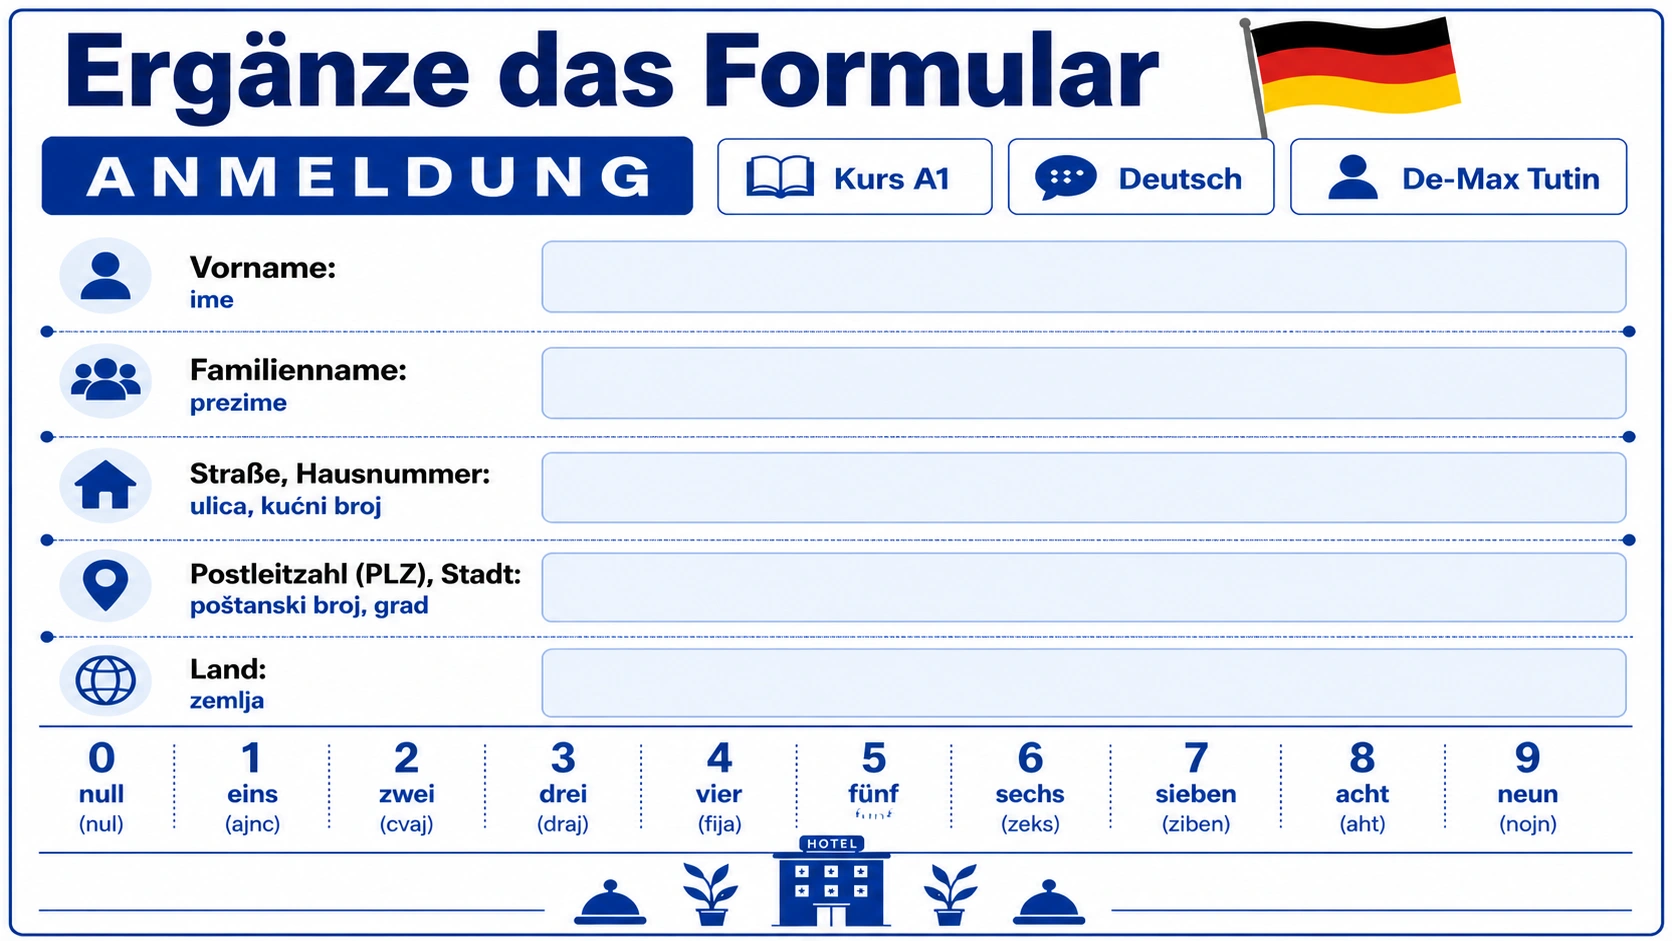 Ergänze das Formular
ANMELDUNG
Kurs A1
Deutsch
De-Max Tutin
Vorname:
ime
Familienname:
prezime
Straße, Hausnummer:
ulica, kućni broj
Postleitzahl (PLZ), Stadt:
poštanski broj, grad
Land:
zemlja
0 1 2 3 4 5 6 7 8 9
null eins zwei drei vier fünf sechs sieben acht neun
(nul) (ajnc) (cvaj) (draj) (fija) (zeks) (ziben) (aht) (nojn)
HOTEL